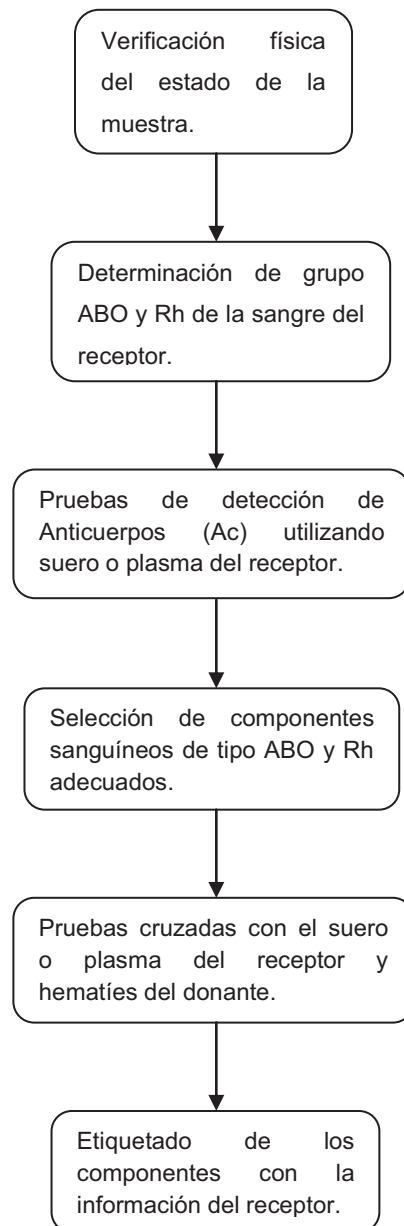 Verificación física
del estado de la
muestra.
Determinación de grupo
ABO y Rh de la sangre del
receptor.
Pruebas de detección de
Anticuerpos (Ac) utilizando
suero o plasma del receptor.
Selección de componentes
sanguíneos de tipo ABO y Rh
adecuados.
Pruebas cruzadas con el suero
o plasma del receptor y
hematíes del donante.
Etiquetado de los
componentes con la
información del receptor.